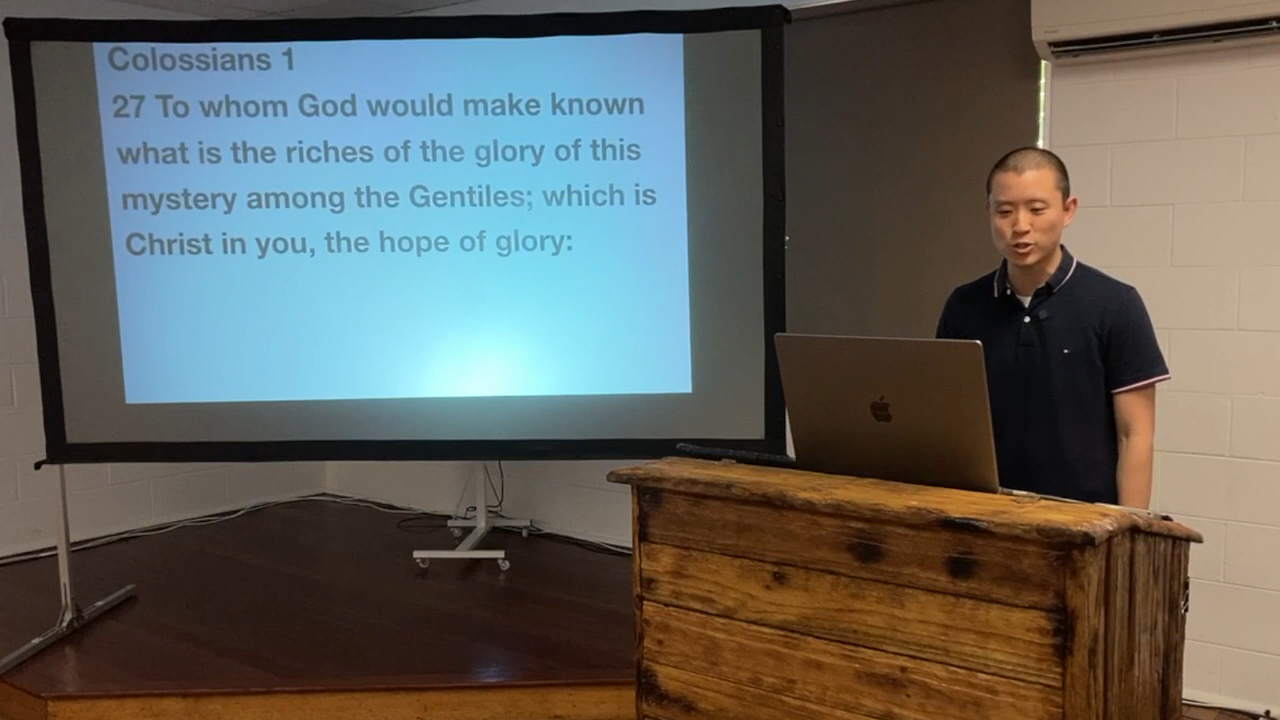 Colossians 1
27 To whom God would make known
what is the riches of the glory of this
mystery among the Gentiles; which is
Christ in you, the hope of glory: